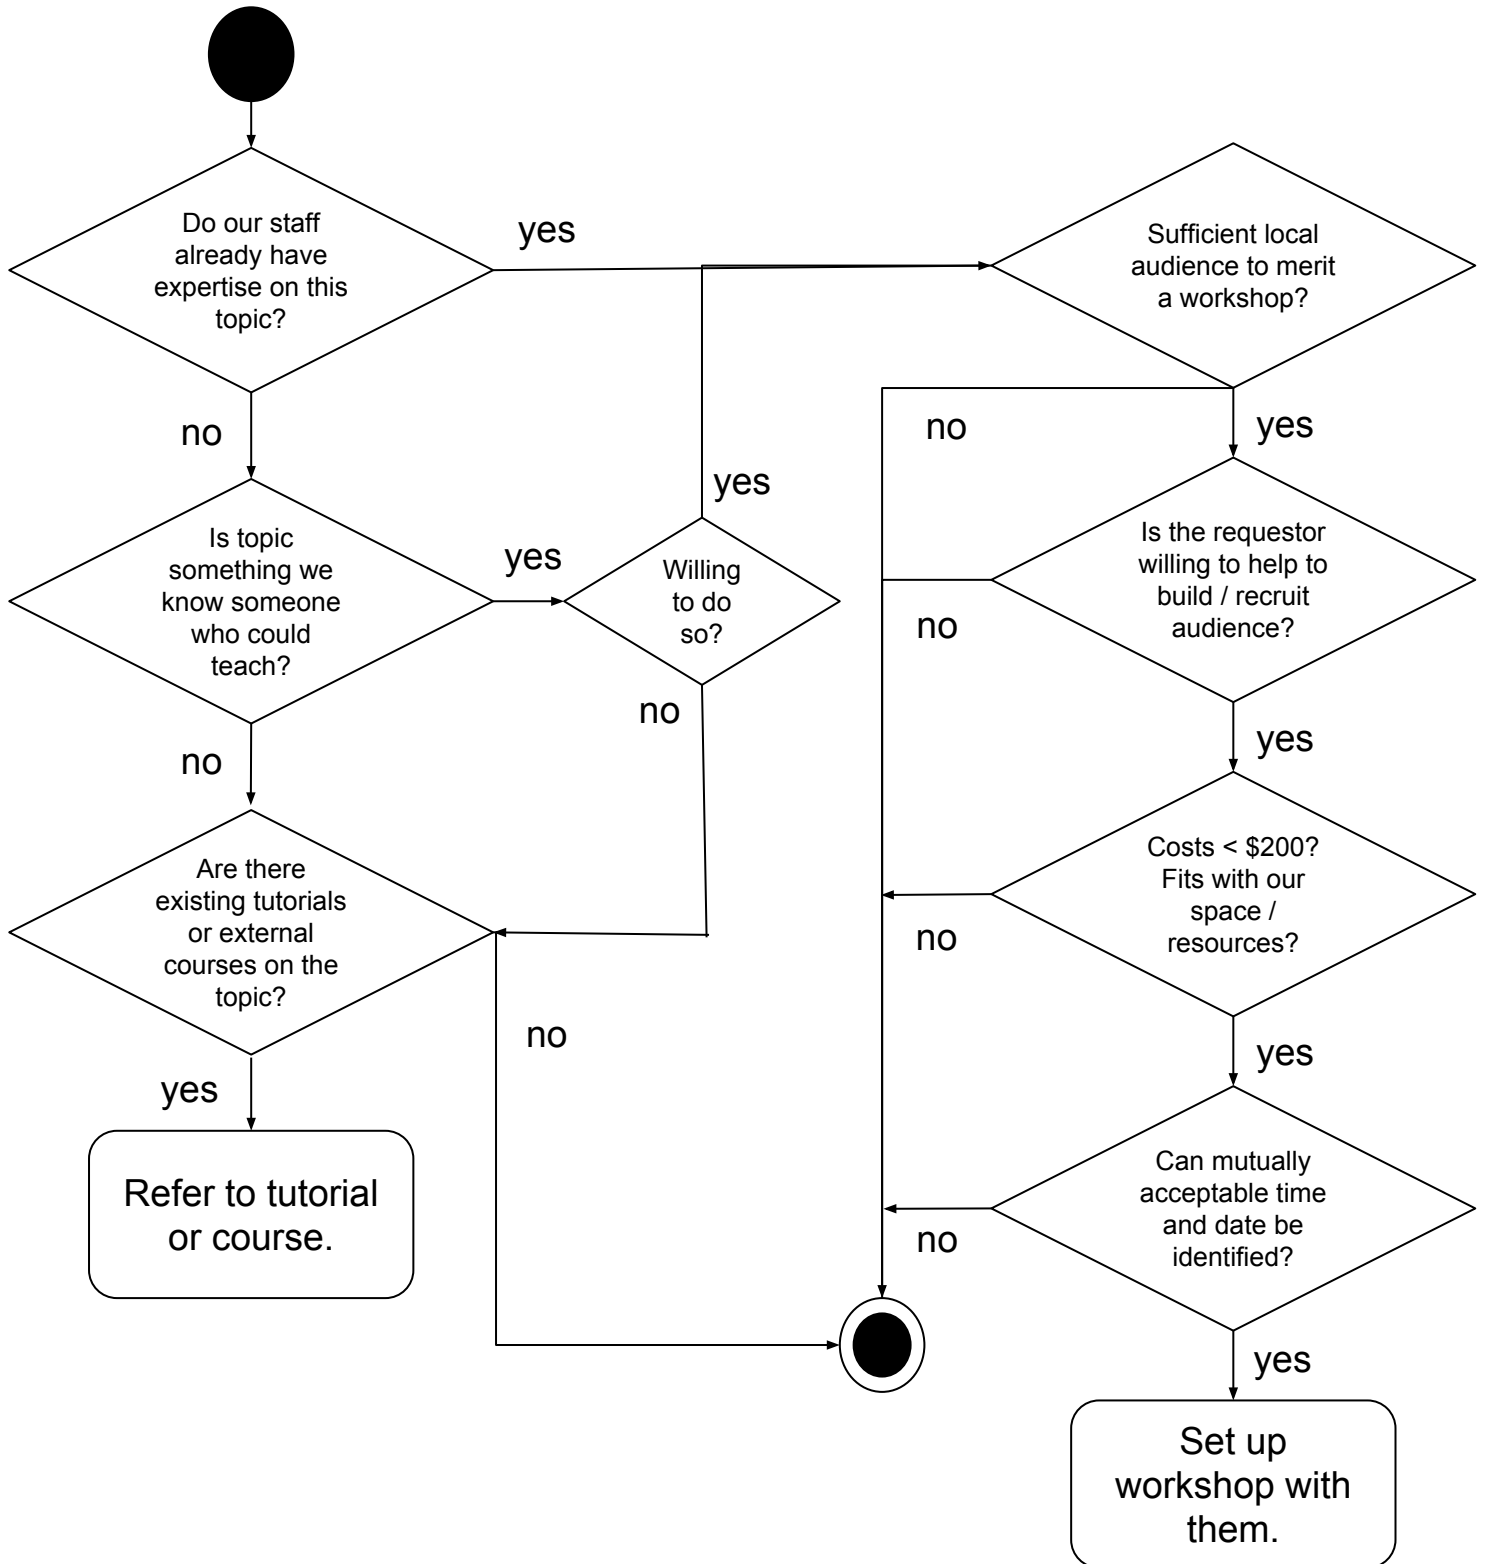 Do our staff
already have
expertise on this
topic?
yes
Sufficient local
audience to merit
a workshop?
no
no
yes
yes
Is topic
something we
know someone
who could
teach?
yes
Willing
to do
so?
Is the requestor
willing to help to
build / recruit
audience?
no
no
no
yes
Are there
existing tutorials
or external
courses on the
topic?
Costs < $200?
Fits with our
space /
resources?
no
no
yes
yes
Refer to tutorial
or course.
Can mutually
acceptable time
and date be
identified?
no
yes
Set up
workshop with
them.